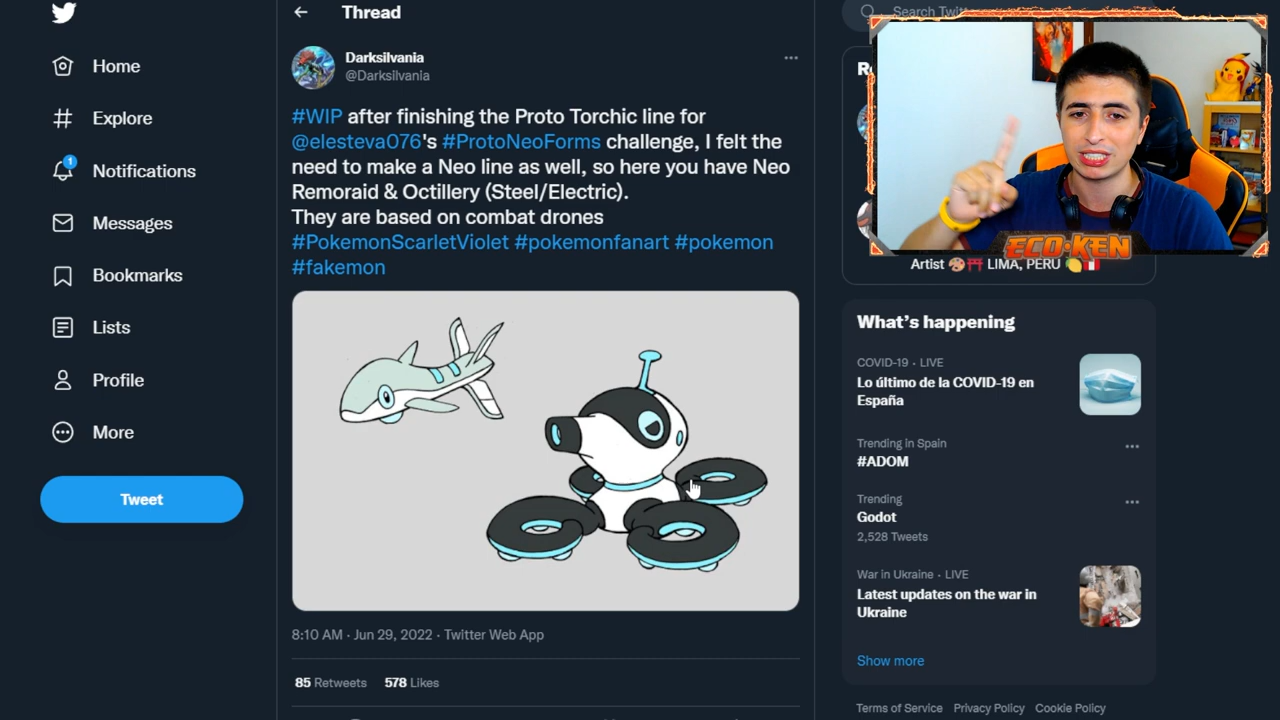 Thread
Search Twitt
Home
Explore
1
Notifications
Messages
Bookmarks
Lists
Profile
More
Tweet
Darksilvania
@Darksilvania
#WIP after finishing the Proto Torchic line for
@elesteva076's #ProtoNeoForms challenge, I felt the
need to make a Neo line as well, so here you have Neo
Remoraid & Octillery (Steel/Electric).
They are based on combat drones
#PokemonScarletViolet #pokemonfanart #pokemon
#fakemon
8:10 AM · Jun 29, 2022 · Twitter Web App
85 Retweets 578 Likes
R
ECO·KEN
Artist LIMA, PERU
What's happening
COVID-19 · LIVE
Lo último de la COVID-19 en
España
Trending in Spain
#ADOM
Trending
Godot
2,528 Tweets
War in Ukraine · LIVE
Latest updates on the war in
Ukraine
Show more
Terms of Service Privacy Policy Cookie Policy